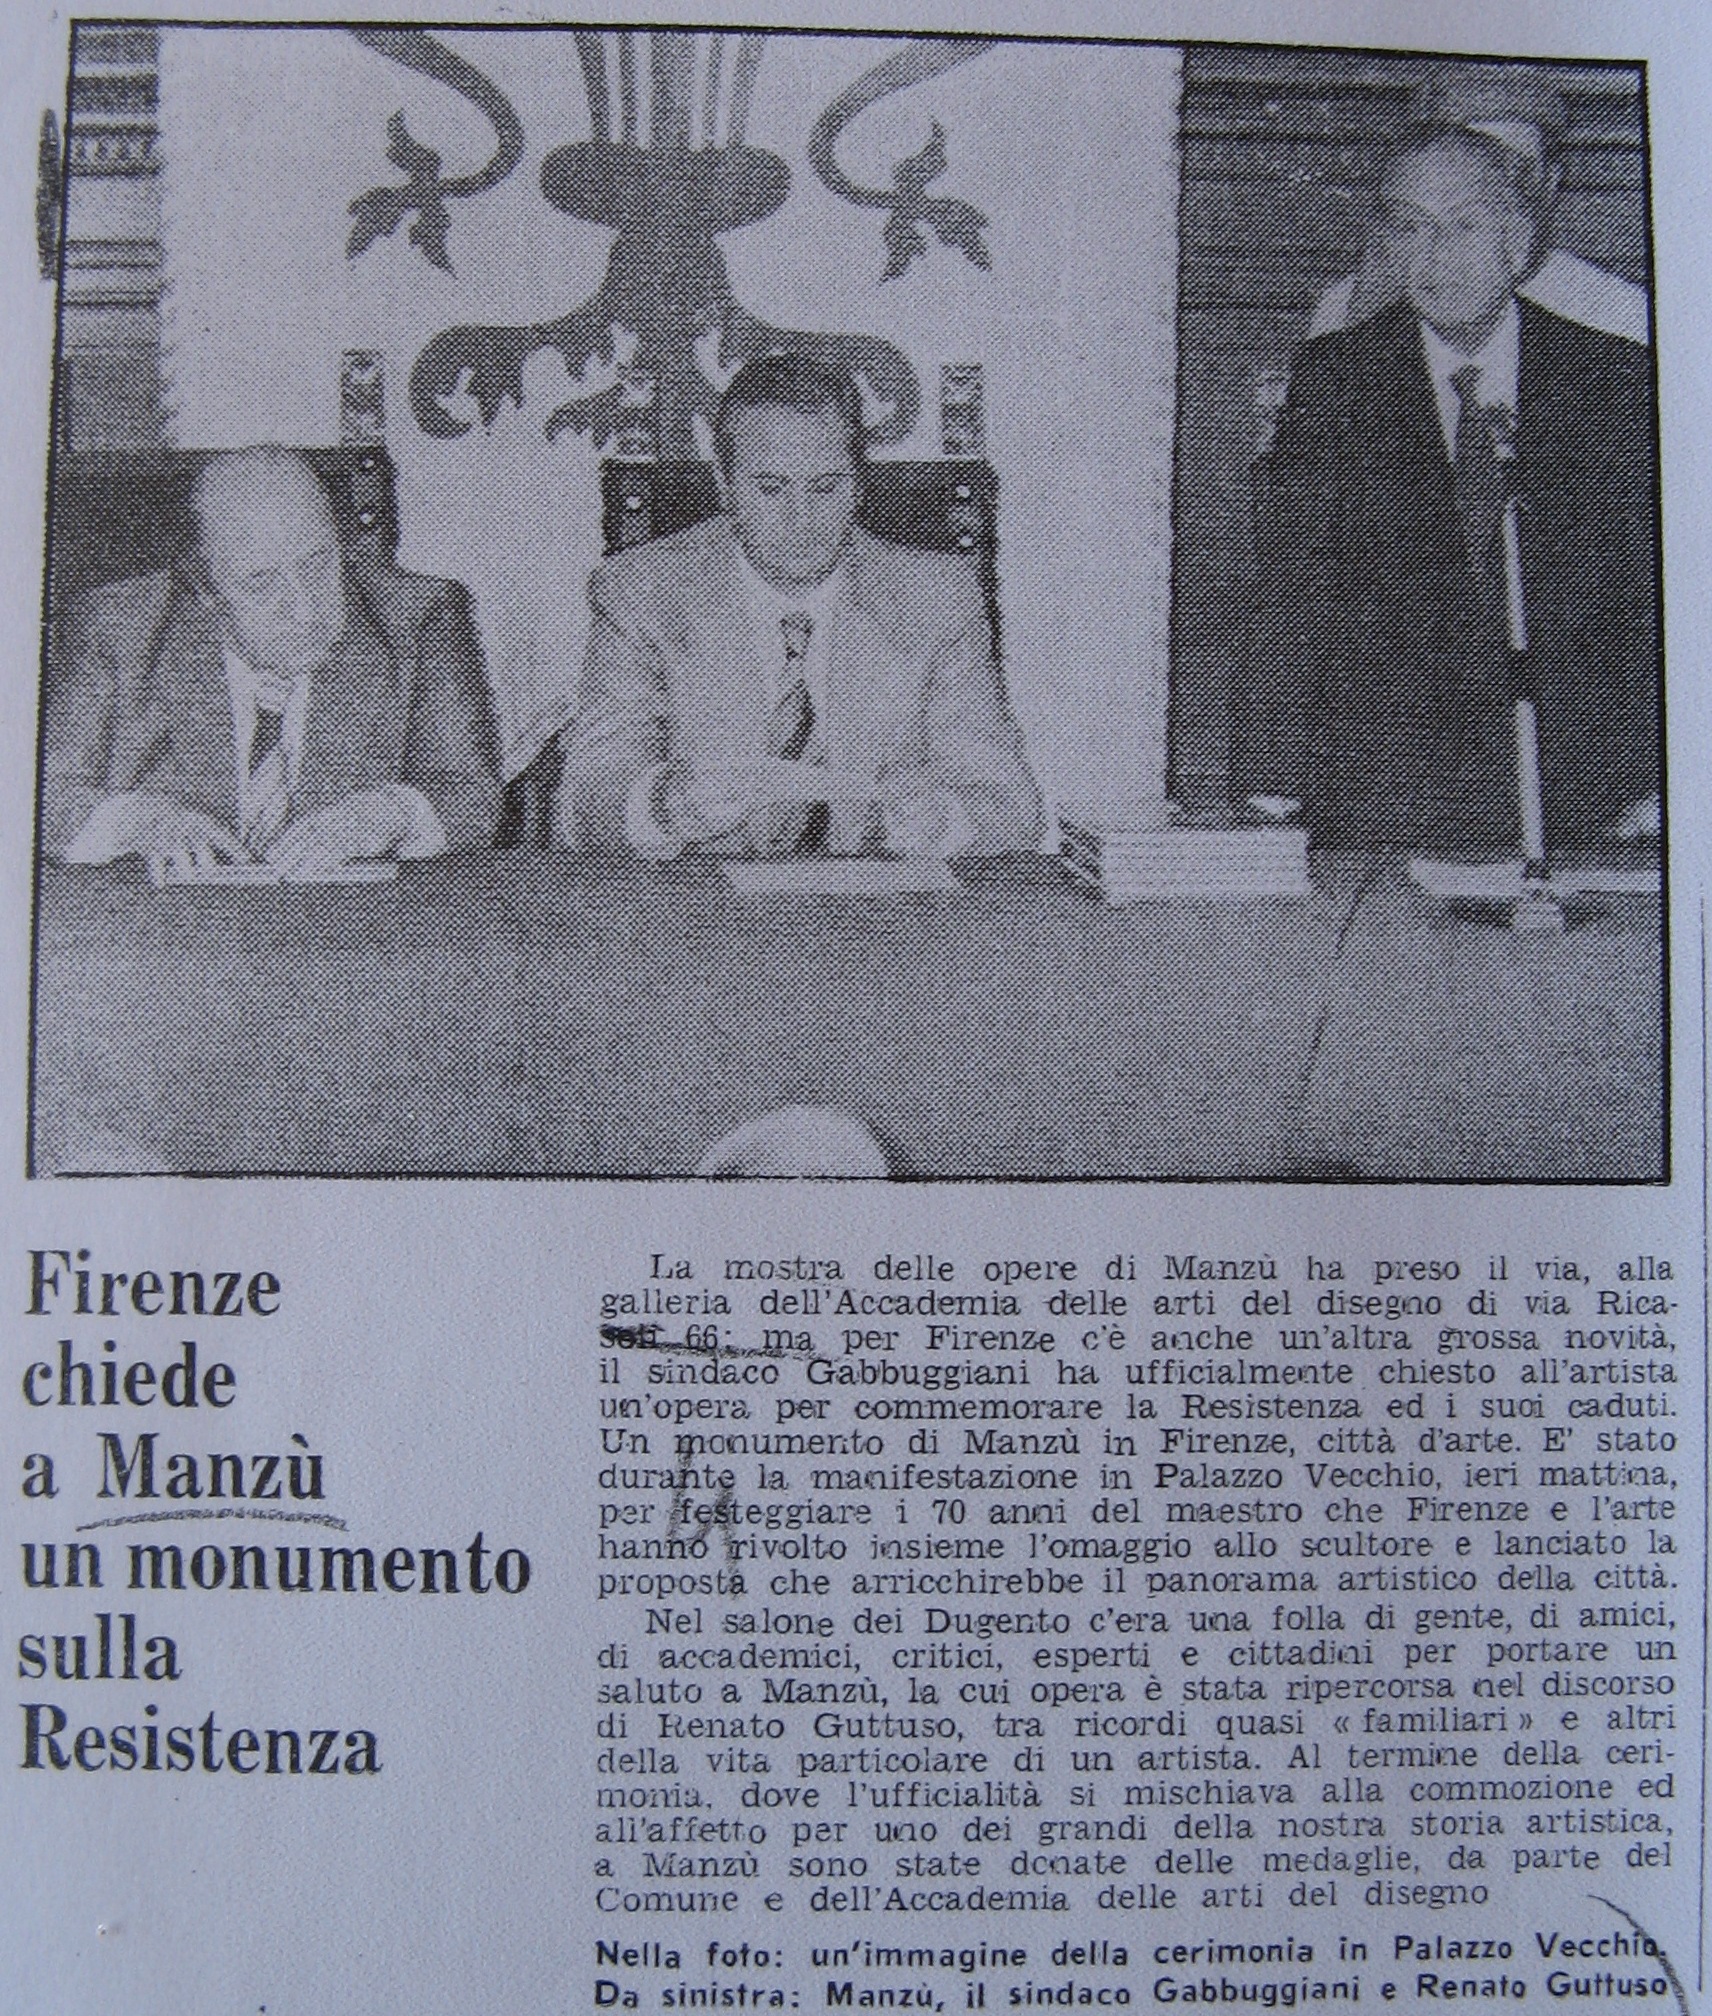 Firenze
chiede
a Manzù
un monumento
sulla
Resistenza
La mostra delle opere di Manzù ha preso il via, alla
galleria dell'Accademia delle arti del disegno di via Rica-
soli 66; ma per Firenze c'è anche un'altra grossa novità,
il sindaco Gabbuggiani ha ufficialmente chiesto all'artista
un'opera per commemorare la Resistenza ed i suoi caduti.
Un monumento di Manzù in Firenze, città d'arte. E' stato
durante la manifestazione in Palazzo Vecchio, ieri mattina,
per festeggiare i 70 anni del maestro che Firenze e l'arte
hanno rivolto insieme l'omaggio allo scultore e lanciato la
proposta che arricchirebbe il panorama artistico della città.
Nel salone dei Dugento c'era una folla di gente, di amici,
di accademici, critici, esperti e cittadini per portare un
saluto a Manzù, la cui opera è stata ripercorsa nel discorso
di Renato Guttuso, tra ricordi quasi « familiari » e altri
della vita particolare di un artista. Al termine della ceri-
monia, dove l'ufficialità si mischiava alla commozione ed
all'affetto per uno dei grandi della nostra storia artistica,
a Manzù sono state donate delle medaglie, da parte del
Comune e dell'Accademia delle arti del disegno
Nella foto: un'immagine della cerimonia in Palazzo Vecchio.
Da sinistra: Manzù, il sindaco Gabbuggiani e Renato Guttuso